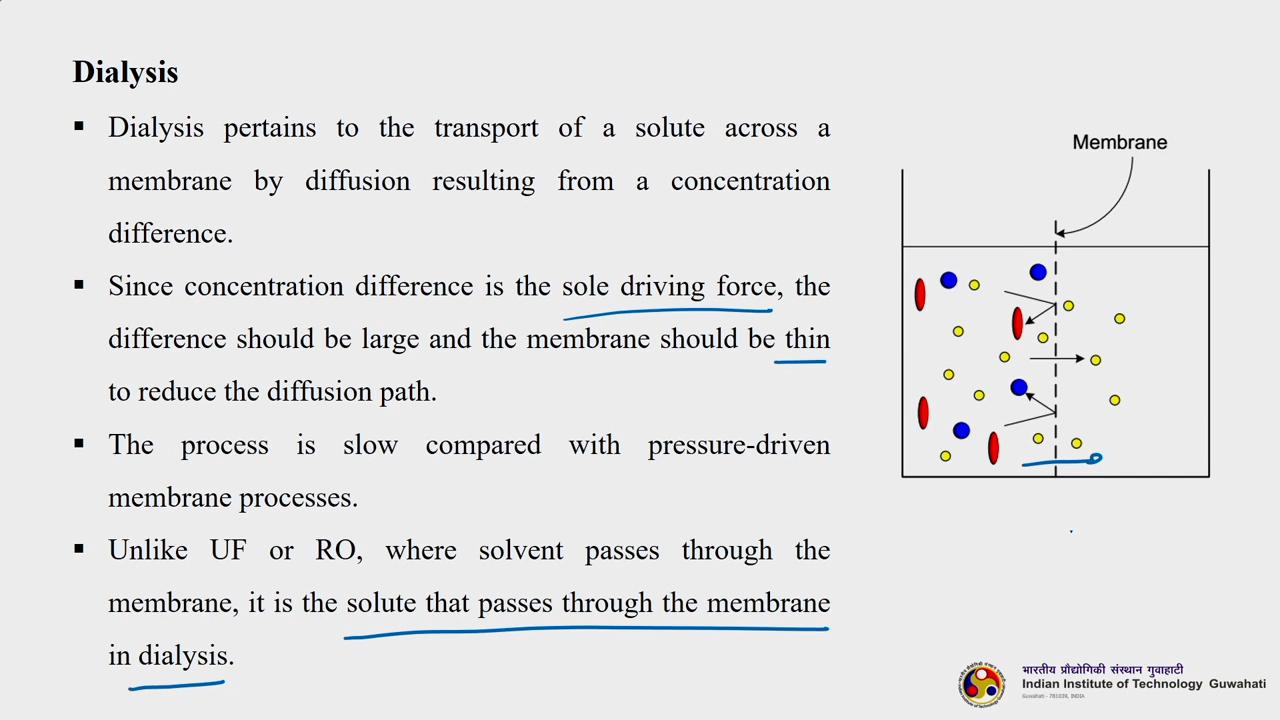 Dialysis
▪ Dialysis pertains to the transport of a solute across a
membrane by diffusion resulting from a concentration
difference.
▪ Since concentration difference is the sole driving force, the
difference should be large and the membrane should be thin
to reduce the diffusion path.
▪ The process is slow compared with pressure-driven
membrane processes.
▪ Unlike UF or RO, where solvent passes through the
membrane, it is the solute that passes through the membrane
in dialysis.
Membrane
भारतीय प्रौद्योगिकी संस्थान गुवाहाटी
Indian Institute of Technology Guwahati
Guwahati - 781039, INDIA